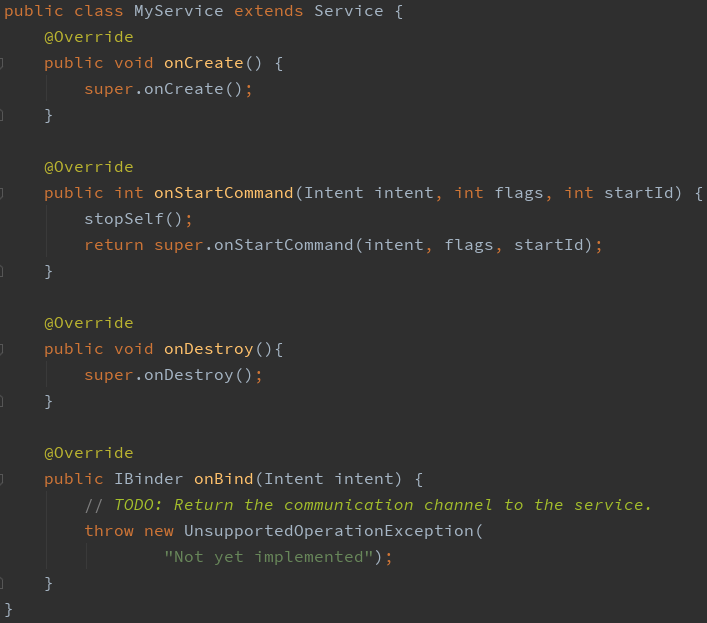 public class MyService extends Service {
@Override
public void onCreate() {
super.onCreate();
}
@Override
public int onStartCommand(Intent intent, int flags, int startId) {
stopSelf();
return super.onStartCommand(intent, flags, startId);
}
@Override
public void onDestroy(){
super.onDestroy();
}
@Override
public IBinder onBind(Intent intent) {
// TODO: Return the communication channel to the service.
throw new UnsupportedOperationException(
"Not yet implemented");
}
}